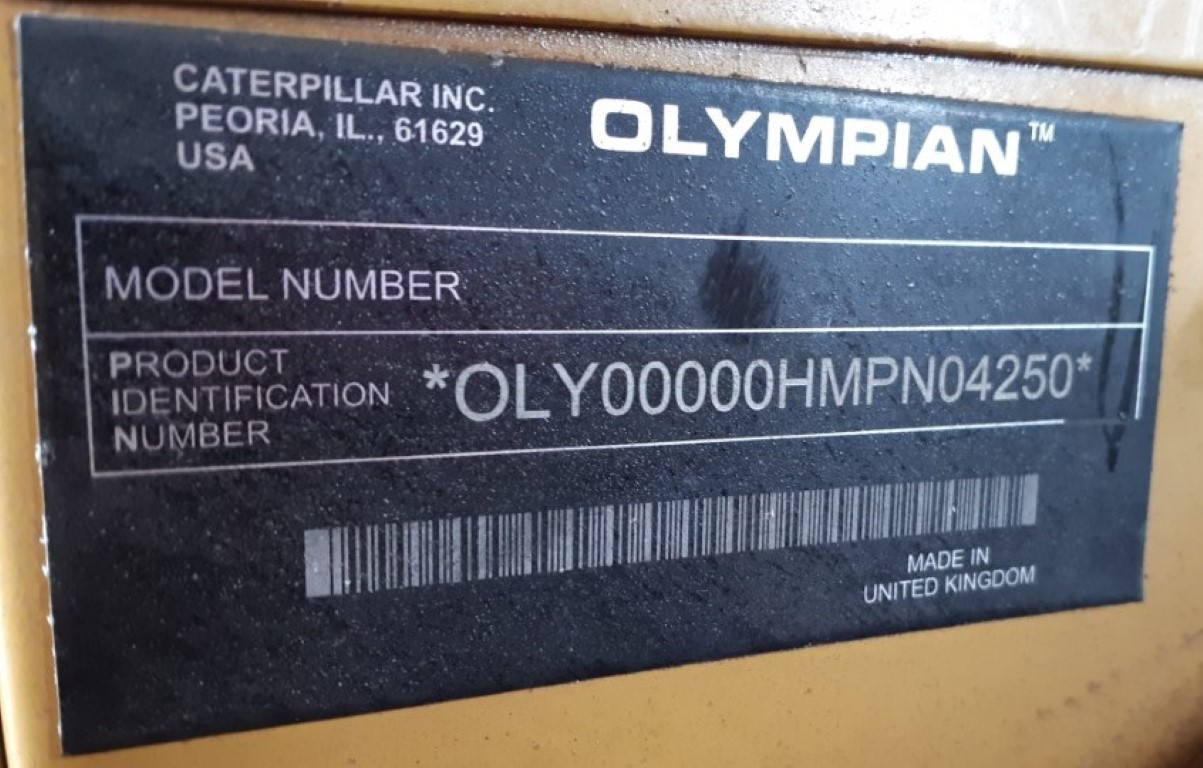 CATERPILLAR INC.
PEORIA, IL., 61629
USA
OLYMPIAN™
MODEL NUMBER
PRODUCT
IDENTIFICATION
NUMBER
*OLY00000HMPN04250*
MADE IN
UNITED KINGDOM